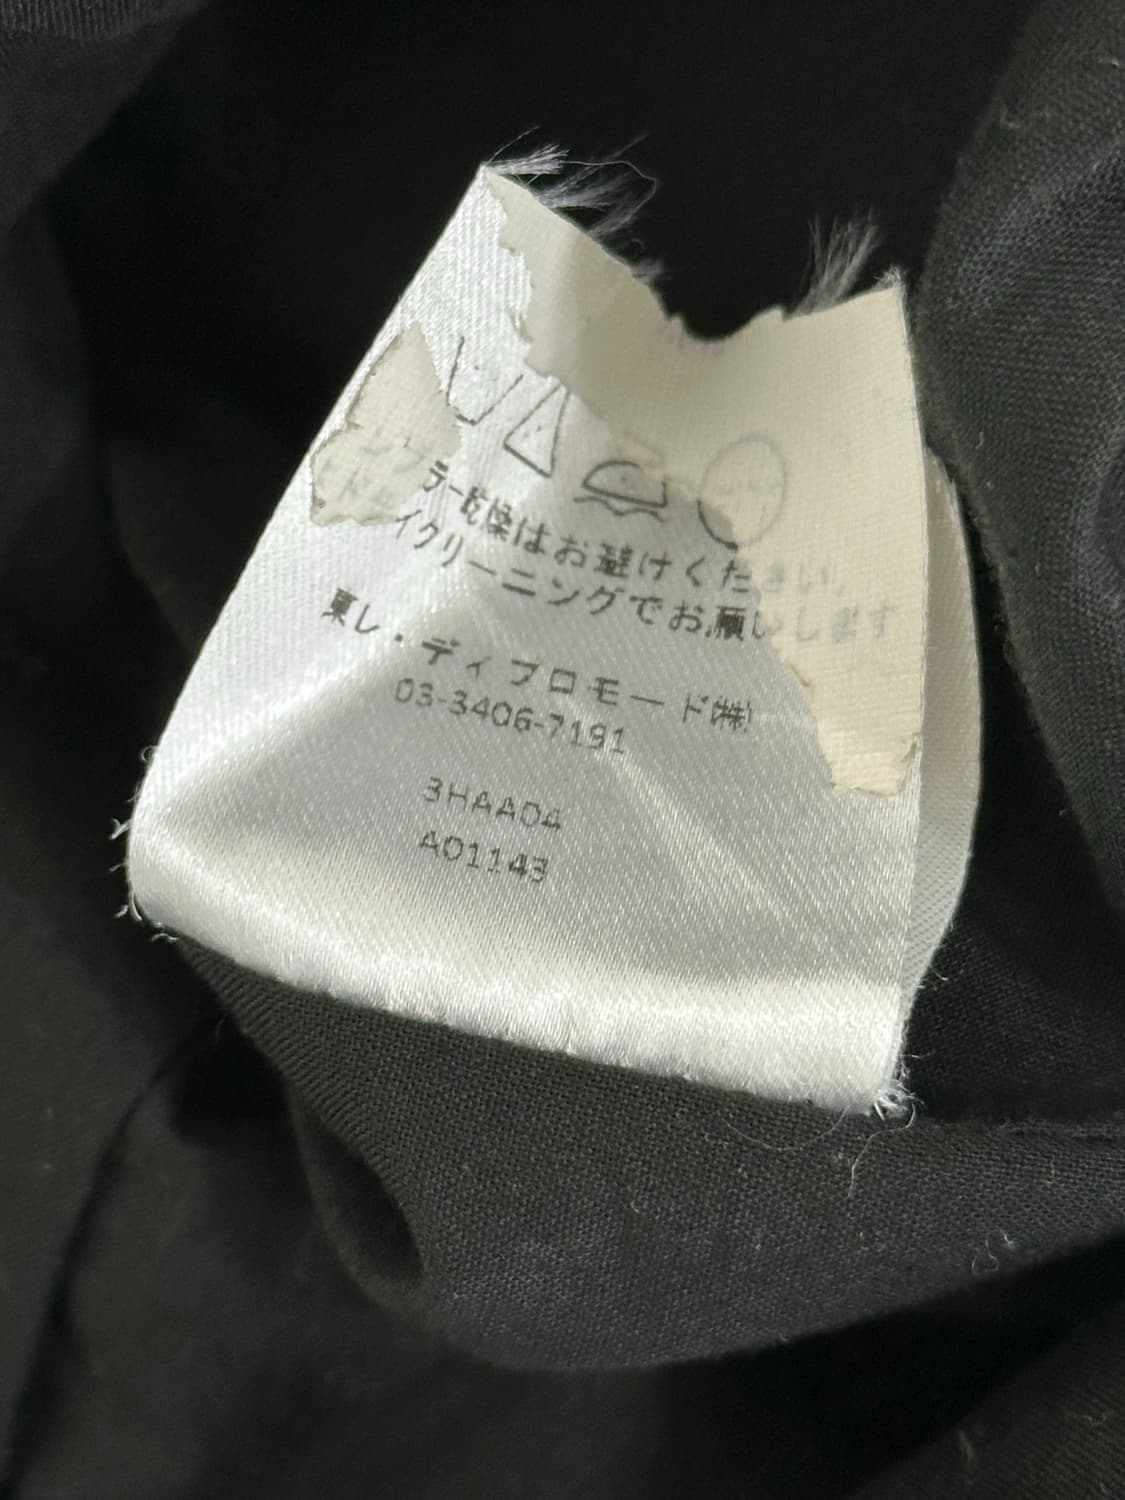 ラー乾燥はお避けください。
イクリーニングでお願いします
東レ・ディプロモード㈱
03-3406-7191
3HAA04
A01143